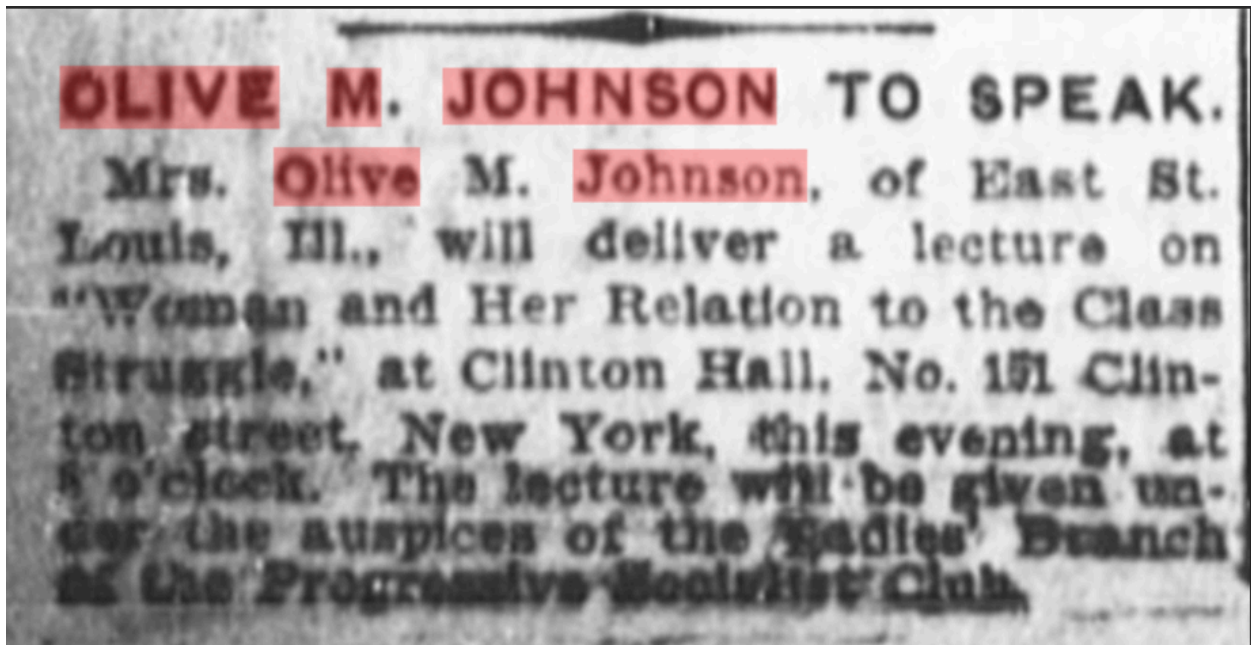 OLIVE M. JOHNSON TO SPEAK.
Mrs. Olive M. Johnson, of East St.
Louis, Ill., will deliver a lecture on
"Woman and Her Relation to the Class
Struggle," at Clinton Hall, No. 151 Clin-
ton street, New York, this evening, at
o'clock. The lecture will be given un-
der the auspices of the Ladies' Branch
of the Progressive Socialist Club.